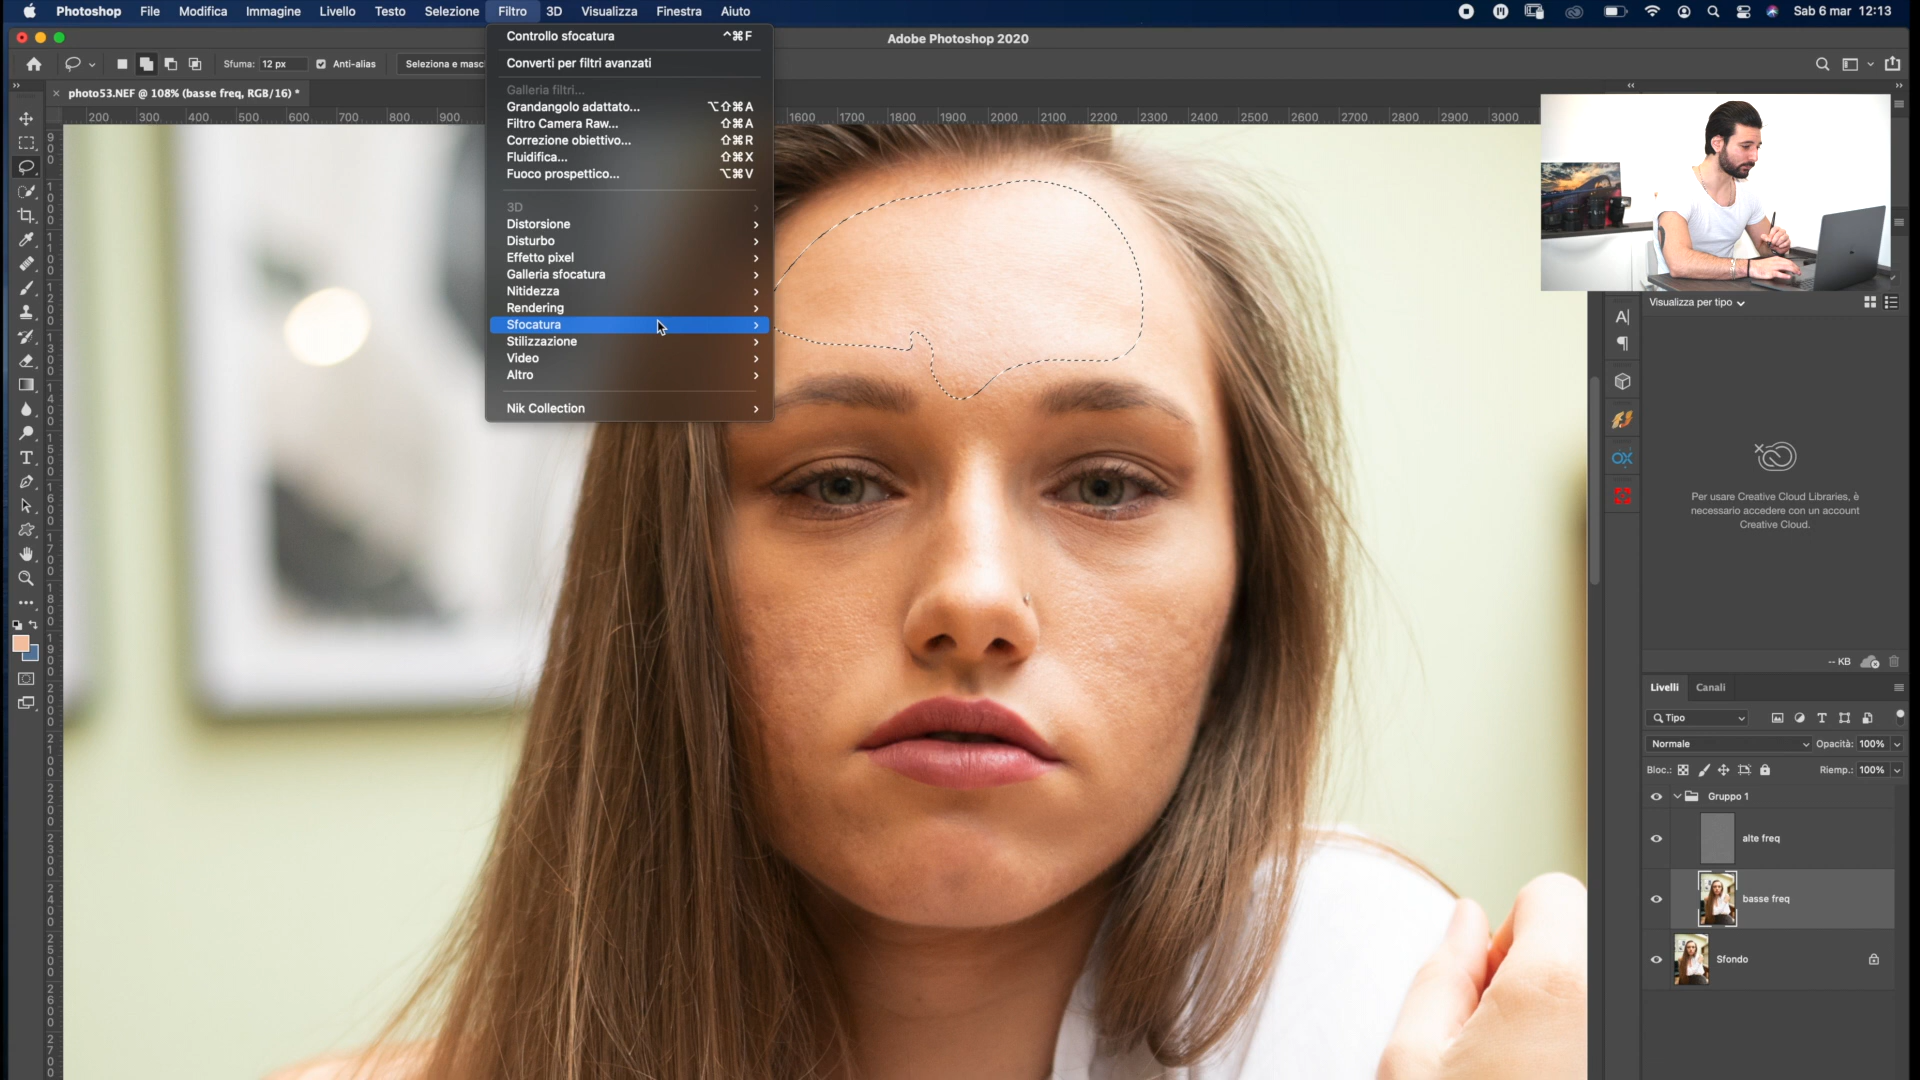 Photoshop File Modifica Immagine Livello Testo Selezione Filtro 3D Visualizza Finestra Aiuto Sab 6 mar 12:13
Adobe Photoshop 2020
Sfuma: 12 px Anti-alias Seleziona e masc
× photo53.NEF @ 108% (basse freq, RGB/16) *
200 300 400 500 600 700 800 900 1600 1700 1800 1900 2000 2100 2200 2300 2400 2500 2600 2700 2800 2900 3000
Controllo sfocatura ^⌘F
Converti per filtri avanzati
Galleria filtri...
Grandangolo adattato... ⌥⇧⌘A
Filtro Camera Raw... ⇧⌘A
Correzione obiettivo... ⇧⌘R
Fluidifica... ⇧⌘X
Fuoco prospettico... ⌥⌘V
3D
Distorsione
Disturbo
Effetto pixel
Galleria sfocatura
Nitidezza
Rendering
Sfocatura
Stilizzazione
Video
Altro
Nik Collection
Visualizza per tipo
Per usare Creative Cloud Libraries, è
necessario accedere con un account
Creative Cloud.
-- KB
Livelli Canali
Tipo
Normale Opacità: 100%
Bloc.: Riemp.: 100%
Gruppo 1
alte freq
basse freq
Sfondo